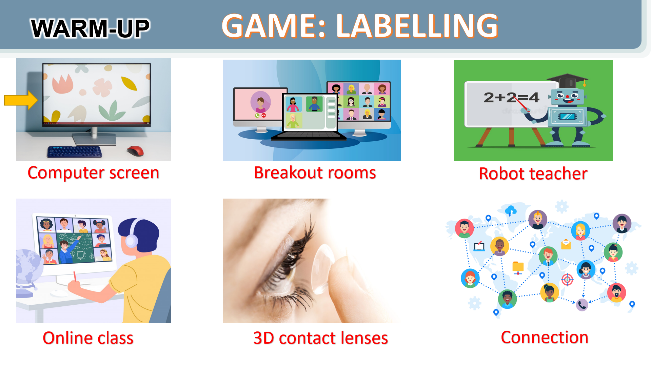 WARM-UP
GAME: LABELLING
2+2=4
Computer screen
Breakout rooms
Robot teacher
Online class
3D contact lenses
Connection